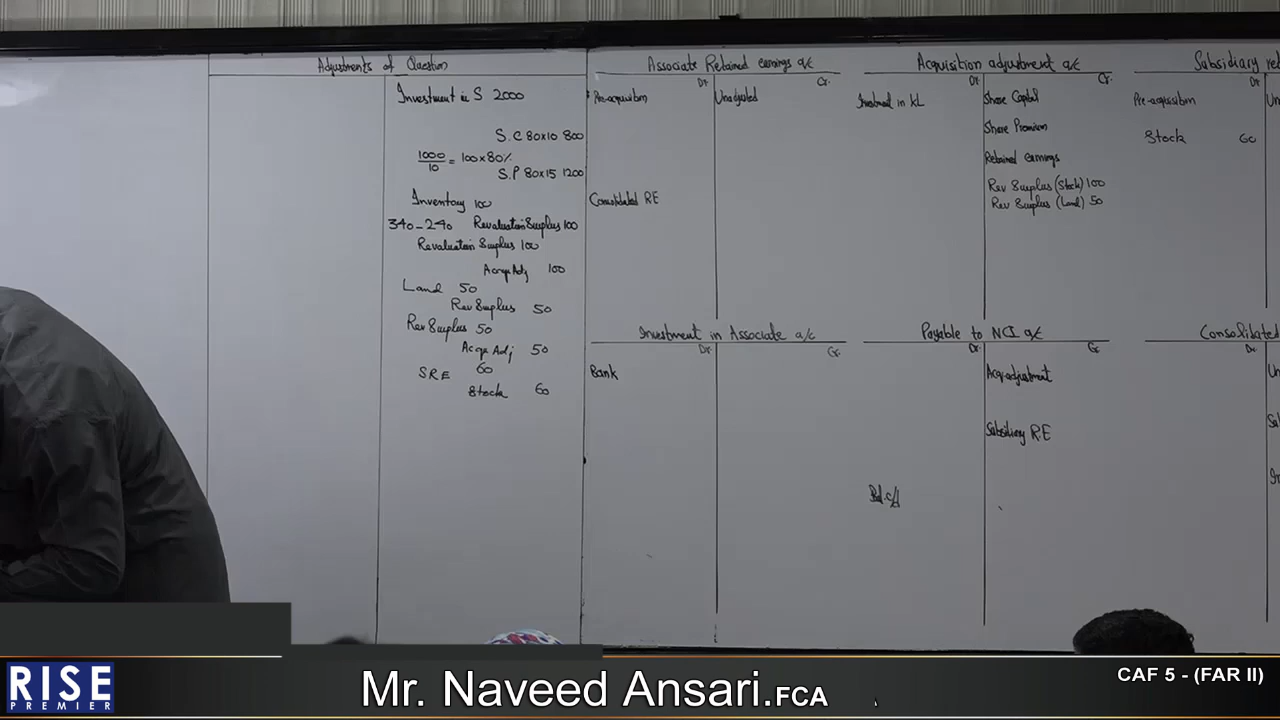 Adjustments of Question
Investment in S 2000
S.C 80x10 800
1000/10 = 100x80%
S.P 80x15 1200
Inventory 100
340-240 Revaluation Surplus 100
Revaluation Surplus 100
Acqu Adj 100
Land 50
Rev Surplus 50
Rev Surplus 50
Acqu Adj 50
SRE 60
Stock 60
Associate Retained earnings a/c
Dr. Cr.
Pre-acquisition Unadjusted
Consolidated RE
Investment in Associate a/c
Dr. Cr.
Bank
Acquisition adjustment a/c
Dr. Cr.
Investment in KL Share Capital
Share Premium
Retained earnings
Rev Surplus (Stock) 100
Rev Surplus (Land) 50
Payable to NCI a/c
Dr. Cr.
Acqu-adjustment
Subsidiary RE
Bal. c/d
Subsidiary
Pre-acquisition
Stock 60
Consolidated
Dr.
RISE
PREMIER
Mr. Naveed Ansari.FCA
CAF 5 - (FAR II)